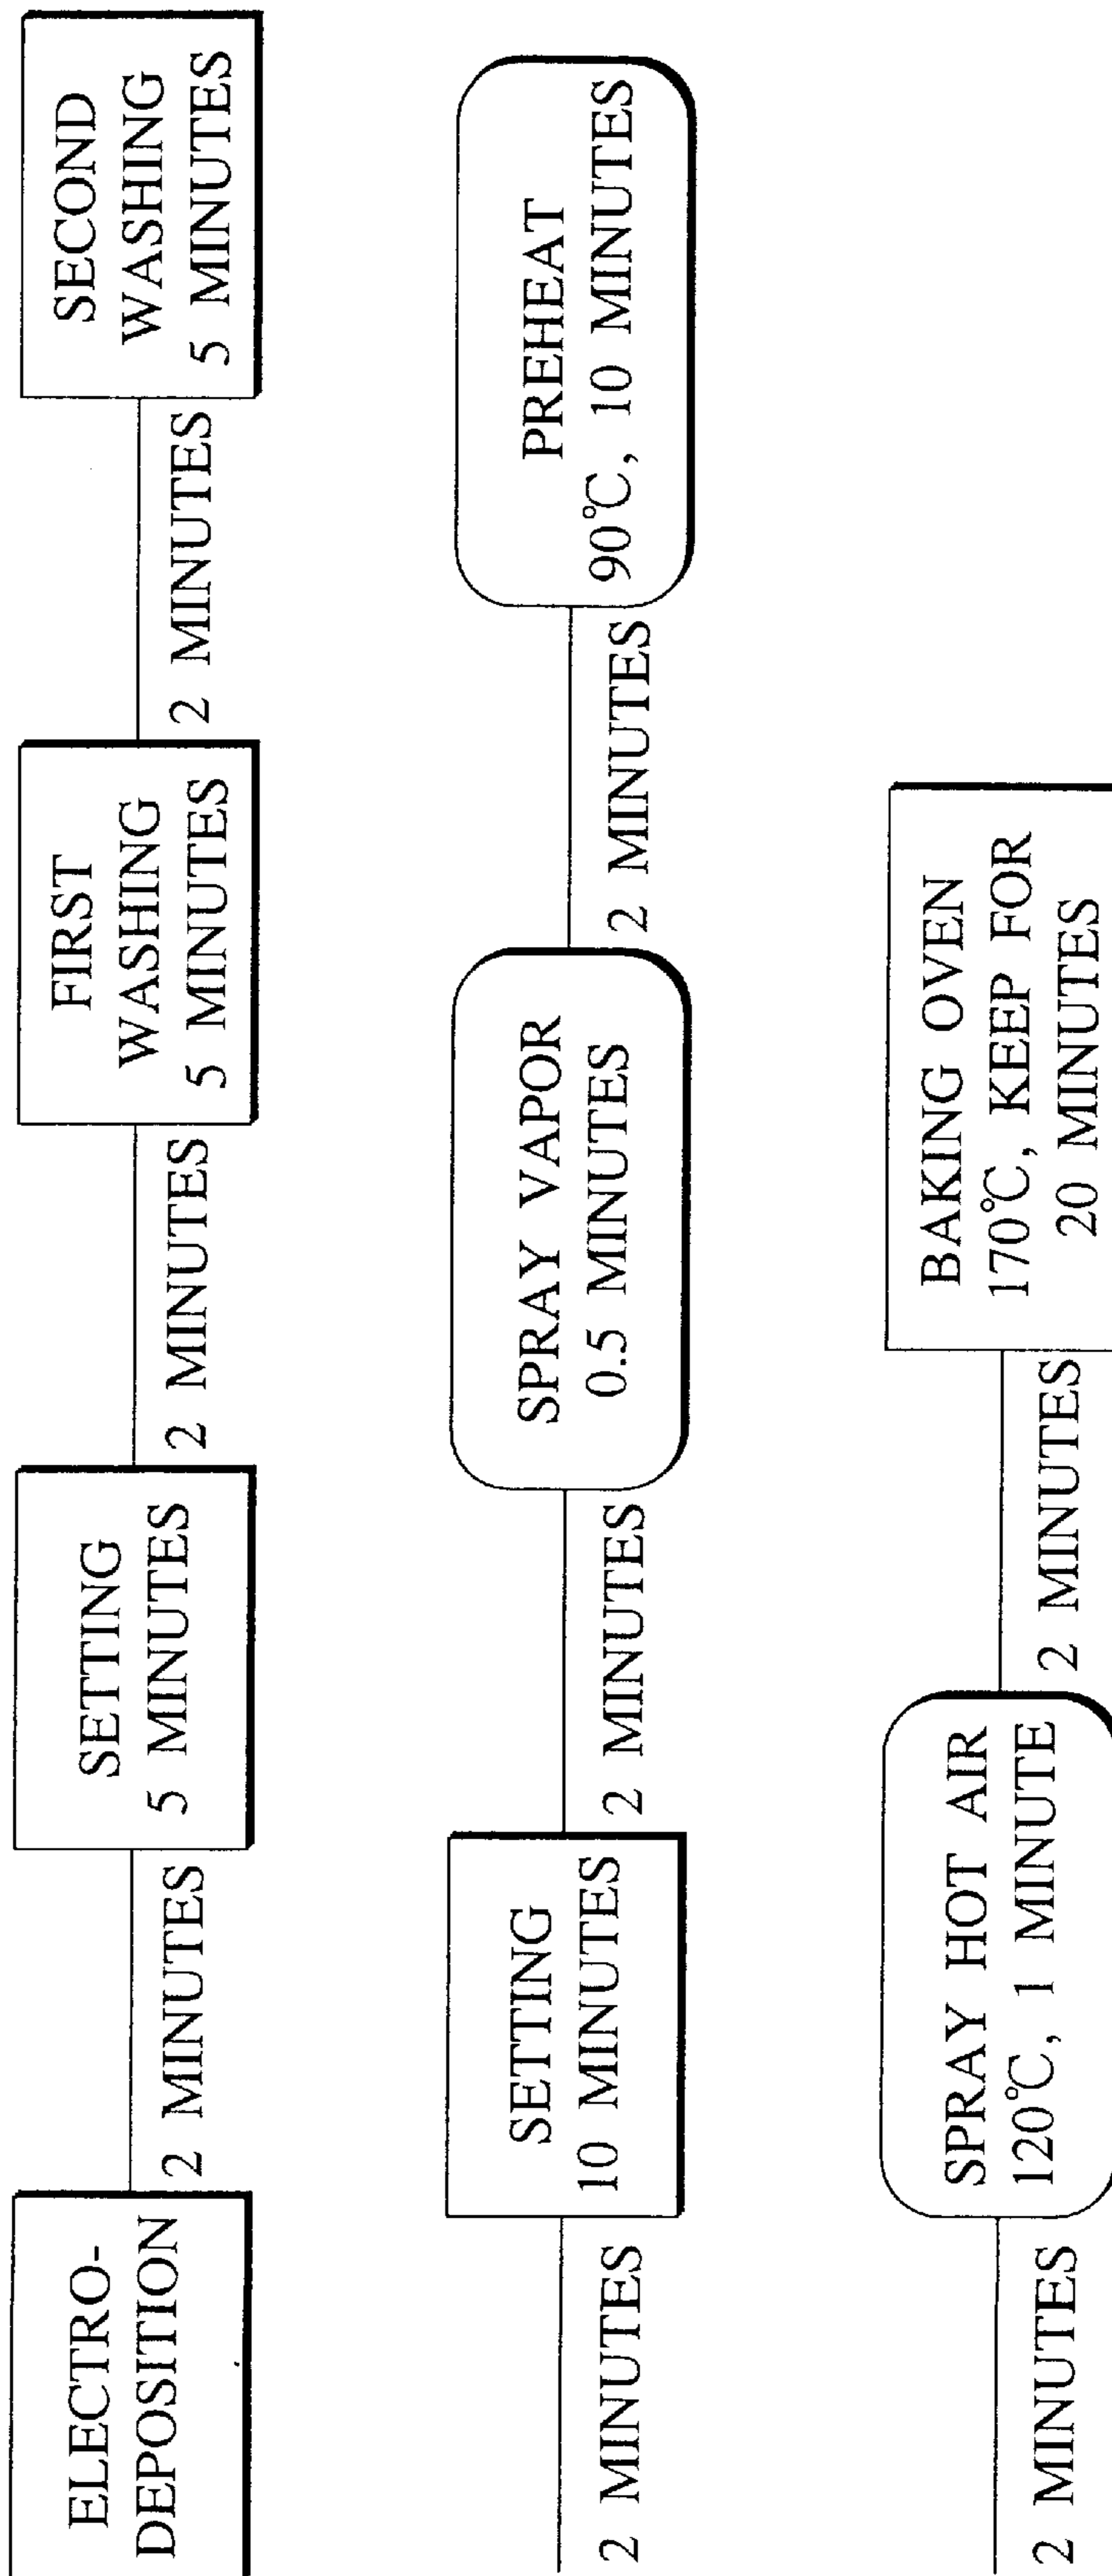 ELECTRO-
DEPOSITION
2 MINUTES
SETTING
5 MINUTES
2 MINUTES
FIRST
WASHING
5 MINUTES
2 MINUTES
SECOND
WASHING
5 MINUTES
2 MINUTES
SETTING
10 MINUTES
2 MINUTES
SPRAY VAPOR
0.5 MINUTES
2 MINUTES
PREHEAT
90℃, 10 MINUTES
2 MINUTES
SPRAY HOT AIR
120℃, 1 MINUTE
2 MINUTES
BAKING OVEN
170℃, KEEP FOR
20 MINUTES